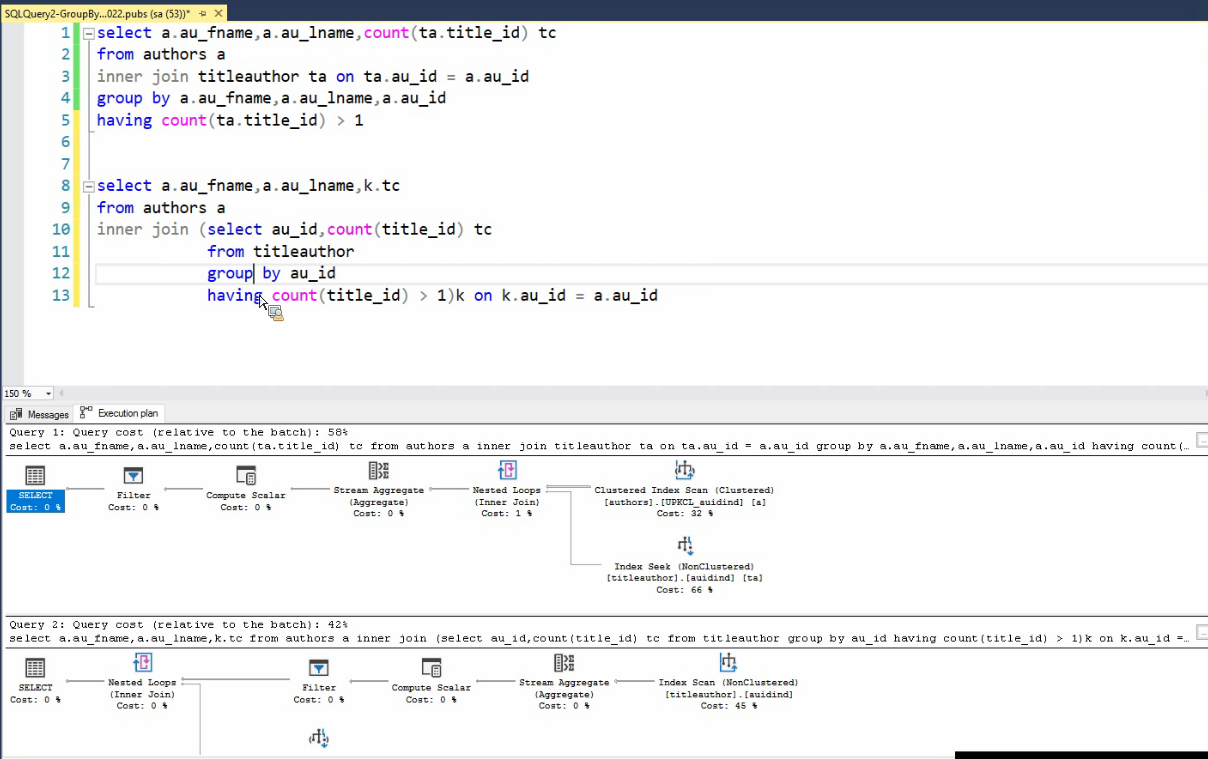 SQLQuery2-GroupBy...022.pubs (sa (53))*
1 select a.au_fname,a.au_lname,count(ta.title_id) tc
2 from authors a
3 inner join titleauthor ta on ta.au_id = a.au_id
4 group by a.au_fname,a.au_lname,a.au_id
5 having count(ta.title_id) > 1
6
7
8 select a.au_fname,a.au_lname,k.tc
9 from authors a
10 inner join (select au_id,count(title_id) tc
11 from titleauthor
12 group by au_id
13 having count(title_id) > 1)k on k.au_id = a.au_id
150 %
Messages Execution plan
Query 1: Query cost (relative to the batch): 58%
select a.au_fname,a.au_lname,count(ta.title_id) tc from authors a inner join titleauthor ta on ta.au_id = a.au_id group by a.au_fname,a.au_lname,a.au_id having count(…
SELECT
Cost: 0 %
Filter
Cost: 0 %
Compute Scalar
Cost: 0 %
Stream Aggregate
(Aggregate)
Cost: 0 %
Nested Loops
(Inner Join)
Cost: 1 %
Clustered Index Scan (Clustered)
[authors].[UPKCL_auidind] [a]
Cost: 32 %
Index Seek (NonClustered)
[titleauthor].[auidind] [ta]
Cost: 66 %
Query 2: Query cost (relative to the batch): 42%
select a.au_fname,a.au_lname,k.tc from authors a inner join (select au_id,count(title_id) tc from titleauthor group by au_id having count(title_id) > 1)k on k.au_id =…
SELECT
Cost: 0 %
Nested Loops
(Inner Join)
Cost: 0 %
Filter
Cost: 0 %
Compute Scalar
Cost: 0 %
Stream Aggregate
(Aggregate)
Cost: 0 %
Index Scan (NonClustered)
[titleauthor].[auidind]
Cost: 45 %